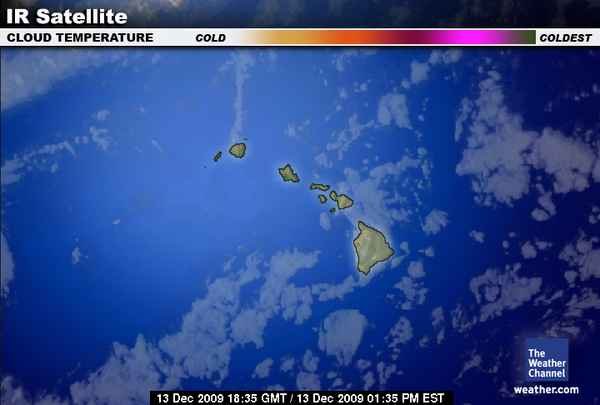 IR Satellite
CLOUD TEMPERATURE COLD COLDEST
The
Weather
Channel
weather.com
13 Dec 2009 18:35 GMT / 13 Dec 2009 01:35 PM EST